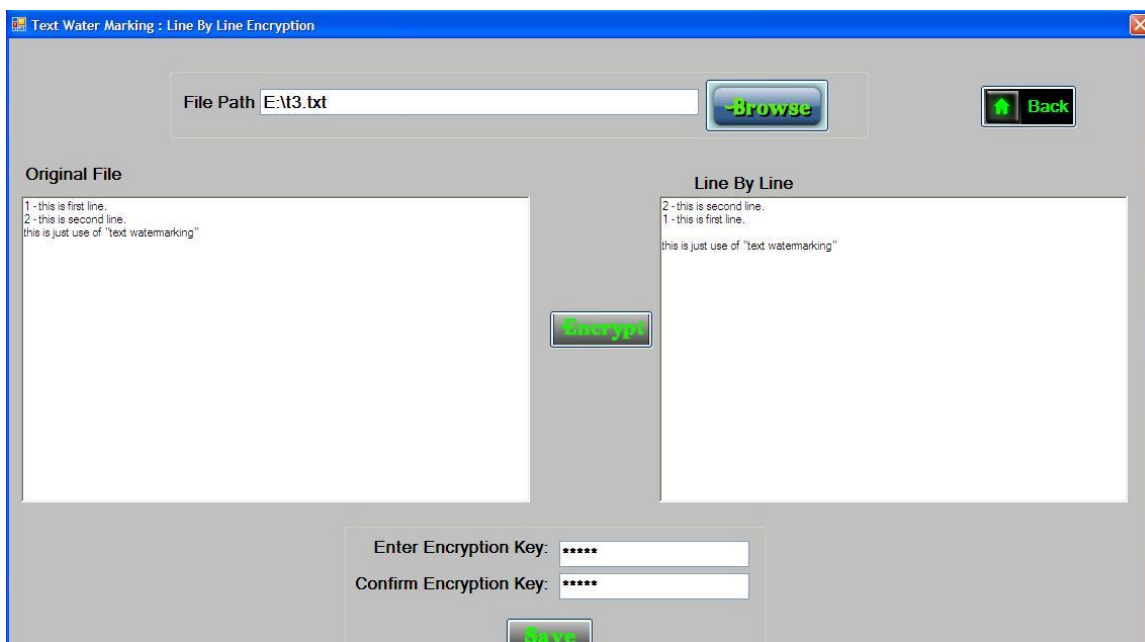 Text Water Marking : Line By Line Encryption
File Path E:\t3.txt Browse
Back
Original File
1 - this is first line.
2 - this is second line.
this is just use of "text watermarking"
Encrypt
Line By Line
2 - this is second line.
1 - this is first line.
this is just use of "text watermarking"
Enter Encryption Key: *****
Confirm Encryption Key: *****
Save